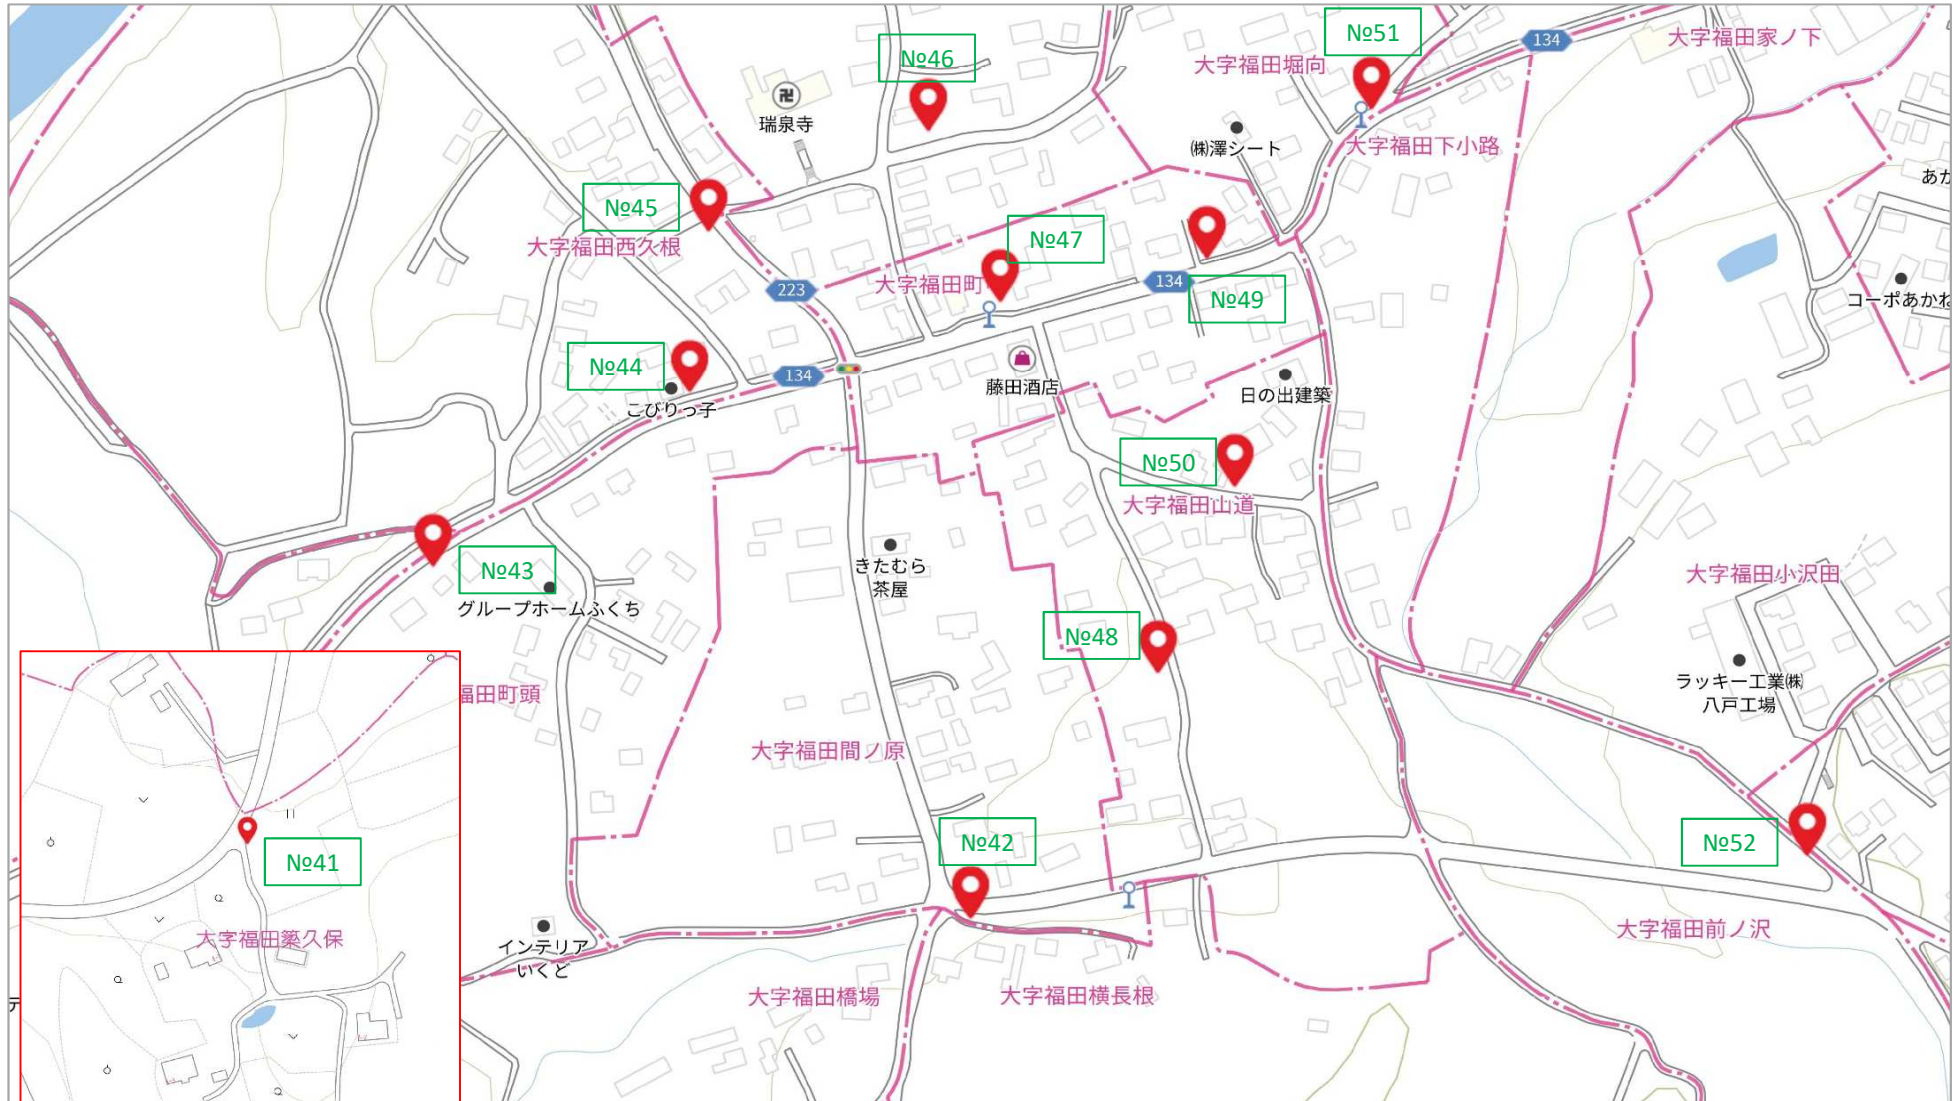 №51
134
大字福田家ノ下
№46
大字福田堀向
瑞泉寺
㈱澤シート
大字福田下小路
№45
大字福田西久根
№47
223
大字福田町
134
№49
コーポあかね
№44
134
藤田酒店
日の出建築
こびりっ子
№50
大字福田山道
№43
きたむら
茶屋
グループホームふくち
大字福田小沢田
№48
ラッキー工業㈱
八戸工場
福田町頭
大字福田間ノ原
№42
№52
№41
大字福田簗久保
インテリア
いくど
大字福田前ノ沢
大字福田橋場
大字福田横長根